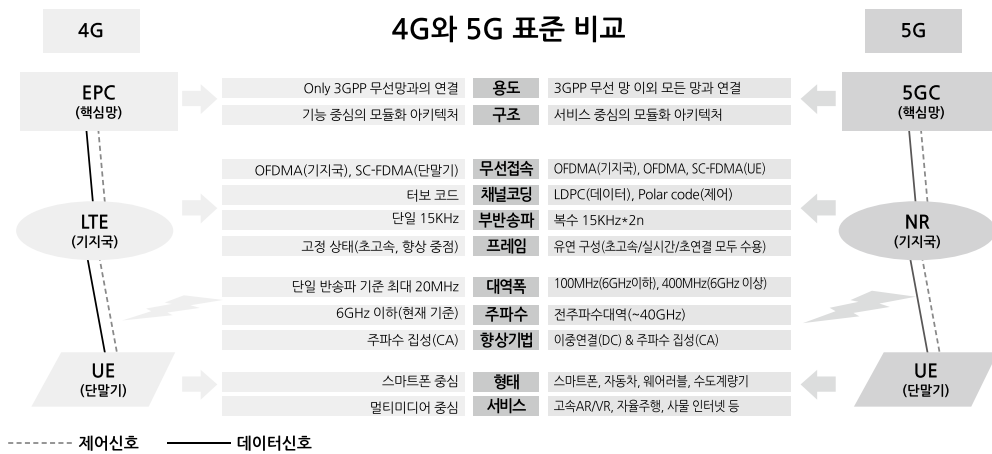 4G와 5G 표준 비교
4G
5G
EPC
(핵심망)
5GC
(핵심망)
Only 3GPP 무선망과의 연결 용도 3GPP 무선 망 이외 모든 망과 연결
기능 중심의 모듈화 아키텍처 구조 서비스 중심의 모듈화 아키텍처
LTE
(기지국)
NR
(기지국)
OFDMA(기지국), SC-FDMA(단말기) 무선접속 OFDMA(기지국), OFDMA, SC-FDMA(UE)
터보 코드 채널코딩 LDPC(데이터), Polar code(제어)
단일 15KHz 부반송파 복수 15KHz*2n
고정 상태(초고속, 향상 중점) 프레임 유연 구성(초고속/실시간/초연결 모두 수용)
단일 반송파 기준 최대 20MHz 대역폭 100MHz(6GHz이하), 400MHz(6GHz 이상)
6GHz 이하(현재 기준) 주파수 전주파수대역(~40GHz)
주파수 집성(CA) 향상기법 이중연결(DC) & 주파수 집성(CA)
UE
(단말기)
UE
(단말기)
스마트폰 중심 형태 스마트폰, 자동차, 웨어러블, 수도계량기
멀티미디어 중심 서비스 고속AR/VR, 자율주행, 사물 인터넷 등
제어신호 데이터신호